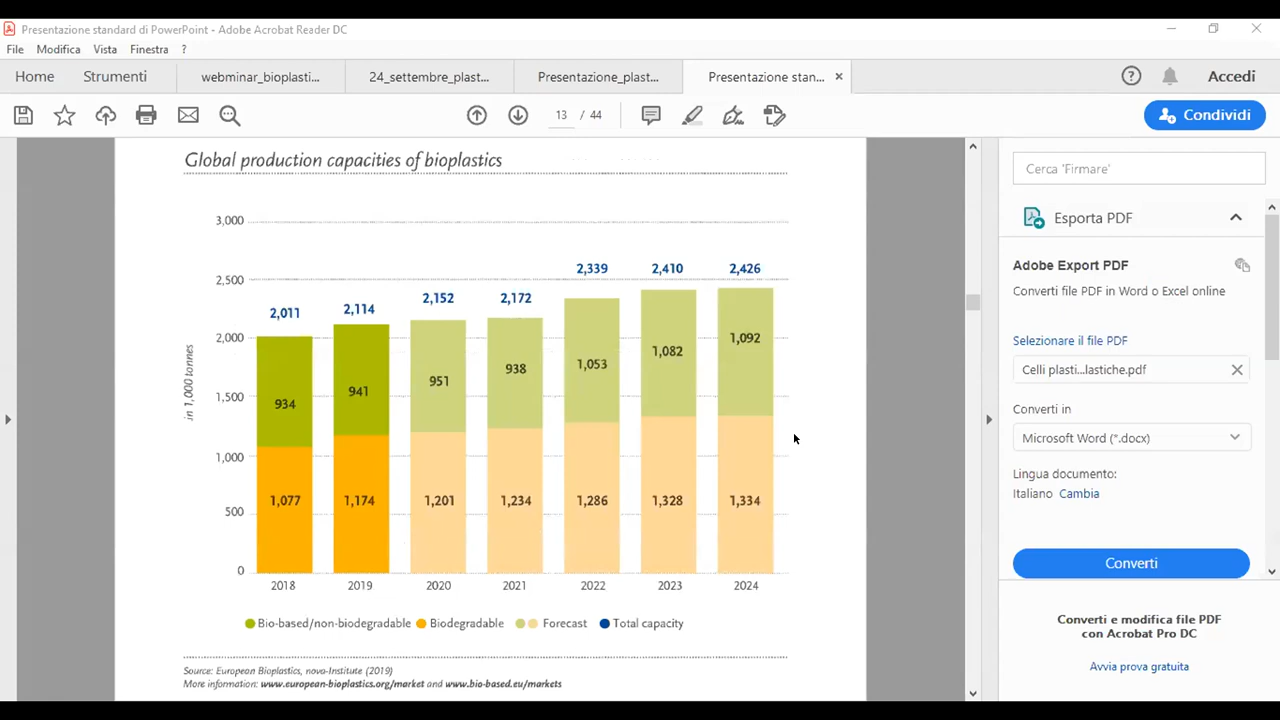 Presentazione standard di PowerPoint - Adobe Acrobat Reader DC
File Modifica Vista Finestra ?
Home Strumenti webminar_bioplasti... 24_settembre_plast... Presentazione_plast... Presentazione stan... × ? Accedi
13 / 44 Condividi
Global production capacities of bioplastics
3,000
2,500
2,000
1,500
1,000
500
0
in 1,000 tonnes
2,011 2,114 2,152 2,172 2,339 2,410 2,426
934 941 951 938 1,053 1,082 1,092
1,077 1,174 1,201 1,234 1,286 1,328 1,334
2018 2019 2020 2021 2022 2023 2024
Bio-based/non-biodegradable Biodegradable Forecast Total capacity
Source: European Bioplastics, nova-Institute (2019)
More information: www.european-bioplastics.org/market and www.bio-based.eu/markets
Cerca 'Firmare'
Esporta PDF
Adobe Export PDF
Converti file PDF in Word o Excel online
Selezionare il file PDF
Celli plasti...lastiche.pdf
Converti in
Microsoft Word (*.docx)
Lingua documento:
Italiano Cambia
Converti
Converti e modifica file PDF
con Acrobat Pro DC
Avvia prova gratuita